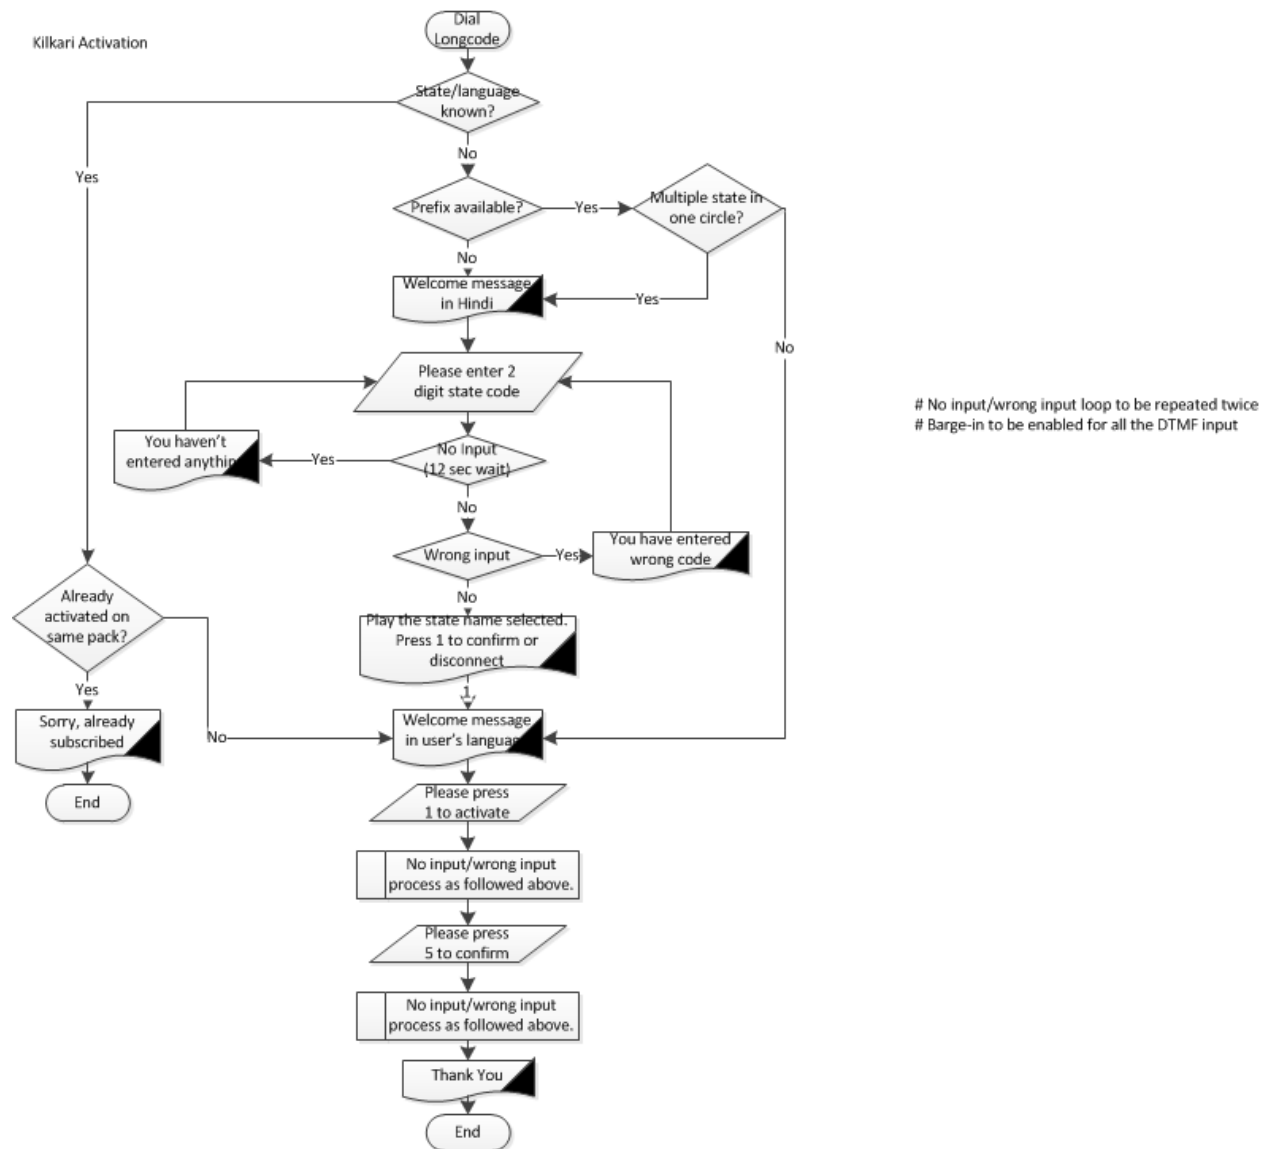 Kilkari Activation
Dial
Longcode
State/language
known?
Yes
No
Prefix available?
Yes
Multiple state in
one circle?
No
Welcome message
in Hindi
Yes
No
Please enter 2
digit state code
# No input/wrong input loop to be repeated twice
# Barge-in to be enabled for all the DTMF input
You haven't
entered anythin
Yes
No Input
(12 sec wait)
No
Wrong input
Yes
You have entered
wrong code
No
Already
activated on
same pack?
Play the state name selected.
Press 1 to confirm or
disconnect
Yes
1
Sorry, already
subscribed
No
Welcome message
in user's languag
End
Please press
1 to activate
No input/wrong input
process as followed above.
Please press
5 to confirm
No input/wrong input
process as followed above.
Thank You
End